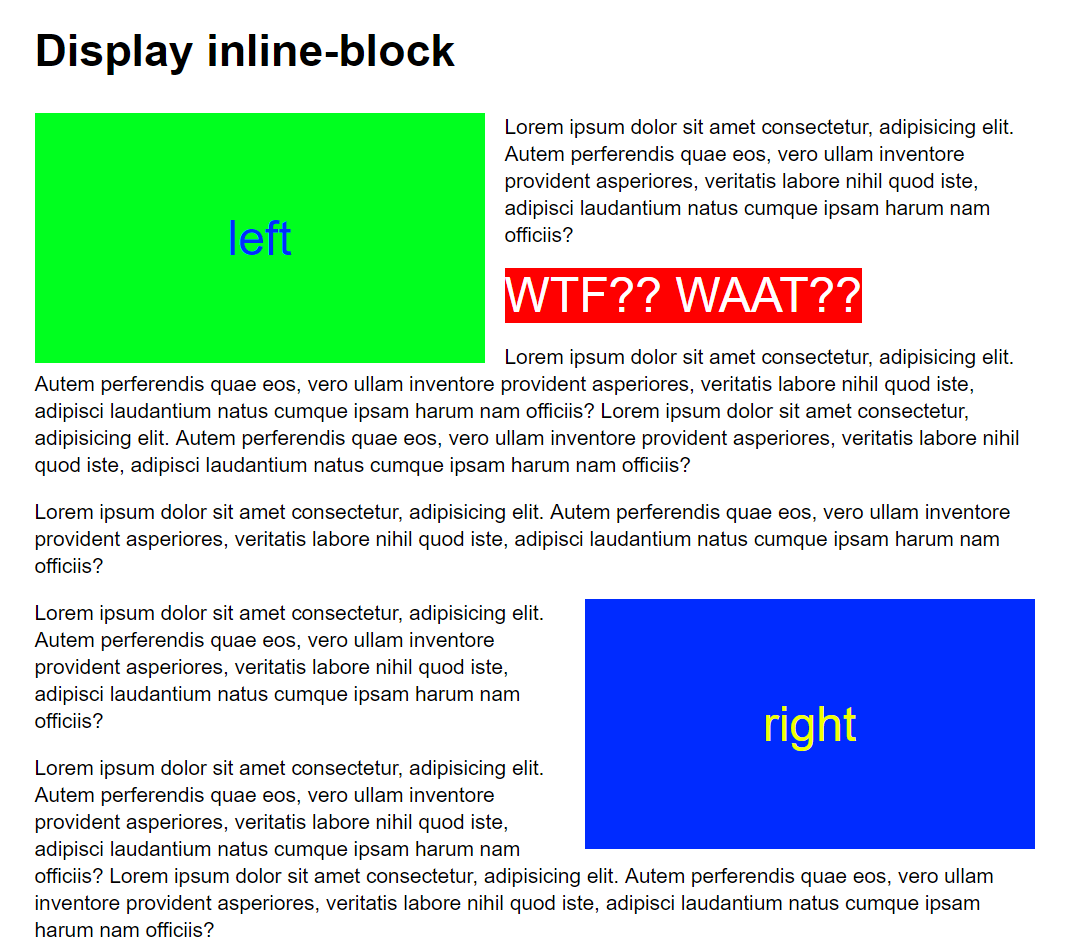 Display inline-block
left
Lorem ipsum dolor sit amet consectetur, adipisicing elit.
Autem perferendis quae eos, vero ullam inventore
provident asperiores, veritatis labore nihil quod iste,
adipisci laudantium natus cumque ipsam harum nam
officiis?
WTF?? WAAT??
Lorem ipsum dolor sit amet consectetur, adipisicing elit.
Autem perferendis quae eos, vero ullam inventore provident asperiores, veritatis labore nihil quod iste,
adipisci laudantium natus cumque ipsam harum nam officiis? Lorem ipsum dolor sit amet consectetur,
adipisicing elit. Autem perferendis quae eos, vero ullam inventore provident asperiores, veritatis labore nihil
quod iste, adipisci laudantium natus cumque ipsam harum nam officiis?
Lorem ipsum dolor sit amet consectetur, adipisicing elit. Autem perferendis quae eos, vero ullam inventore
provident asperiores, veritatis labore nihil quod iste, adipisci laudantium natus cumque ipsam harum nam
officiis?
Lorem ipsum dolor sit amet consectetur, adipisicing elit.
Autem perferendis quae eos, vero ullam inventore
provident asperiores, veritatis labore nihil quod iste,
adipisci laudantium natus cumque ipsam harum nam
officiis?
right
Lorem ipsum dolor sit amet consectetur, adipisicing elit.
Autem perferendis quae eos, vero ullam inventore
provident asperiores, veritatis labore nihil quod iste,
adipisci laudantium natus cumque ipsam harum nam
officiis? Lorem ipsum dolor sit amet consectetur, adipisicing elit. Autem perferendis quae eos, vero ullam
inventore provident asperiores, veritatis labore nihil quod iste, adipisci laudantium natus cumque ipsam
harum nam officiis?